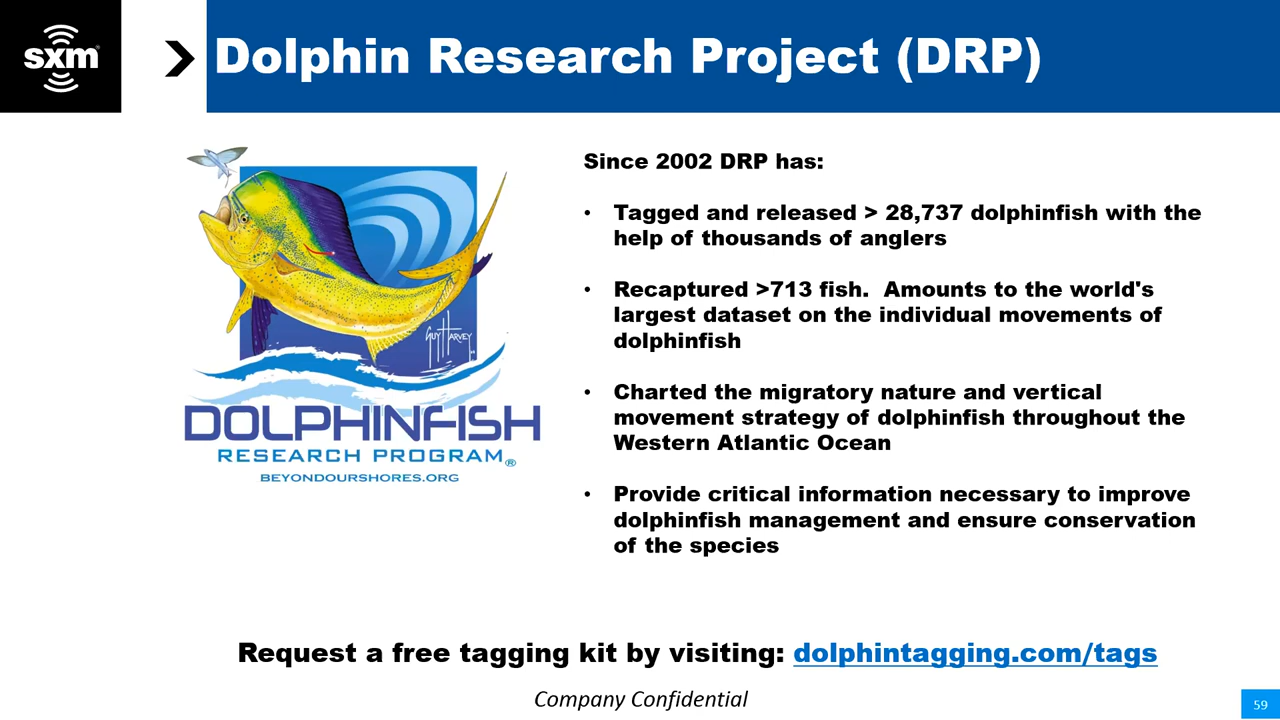 sxm
Dolphin Research Project (DRP)
Since 2002 DRP has:
• Tagged and released > 28,737 dolphinfish with the
help of thousands of anglers
• Recaptured >713 fish.  Amounts to the world's
largest dataset on the individual movements of
dolphinfish
• Charted the migratory nature and vertical
movement strategy of dolphinfish throughout the
Western Atlantic Ocean
• Provide critical information necessary to improve
dolphinfish management and ensure conservation
of the species
GUY HARVEY
DOLPHINFISH
RESEARCH PROGRAM®
BEYONDOURSHORES.ORG
Request a free tagging kit by visiting: dolphintagging.com/tags
Company Confidential
59